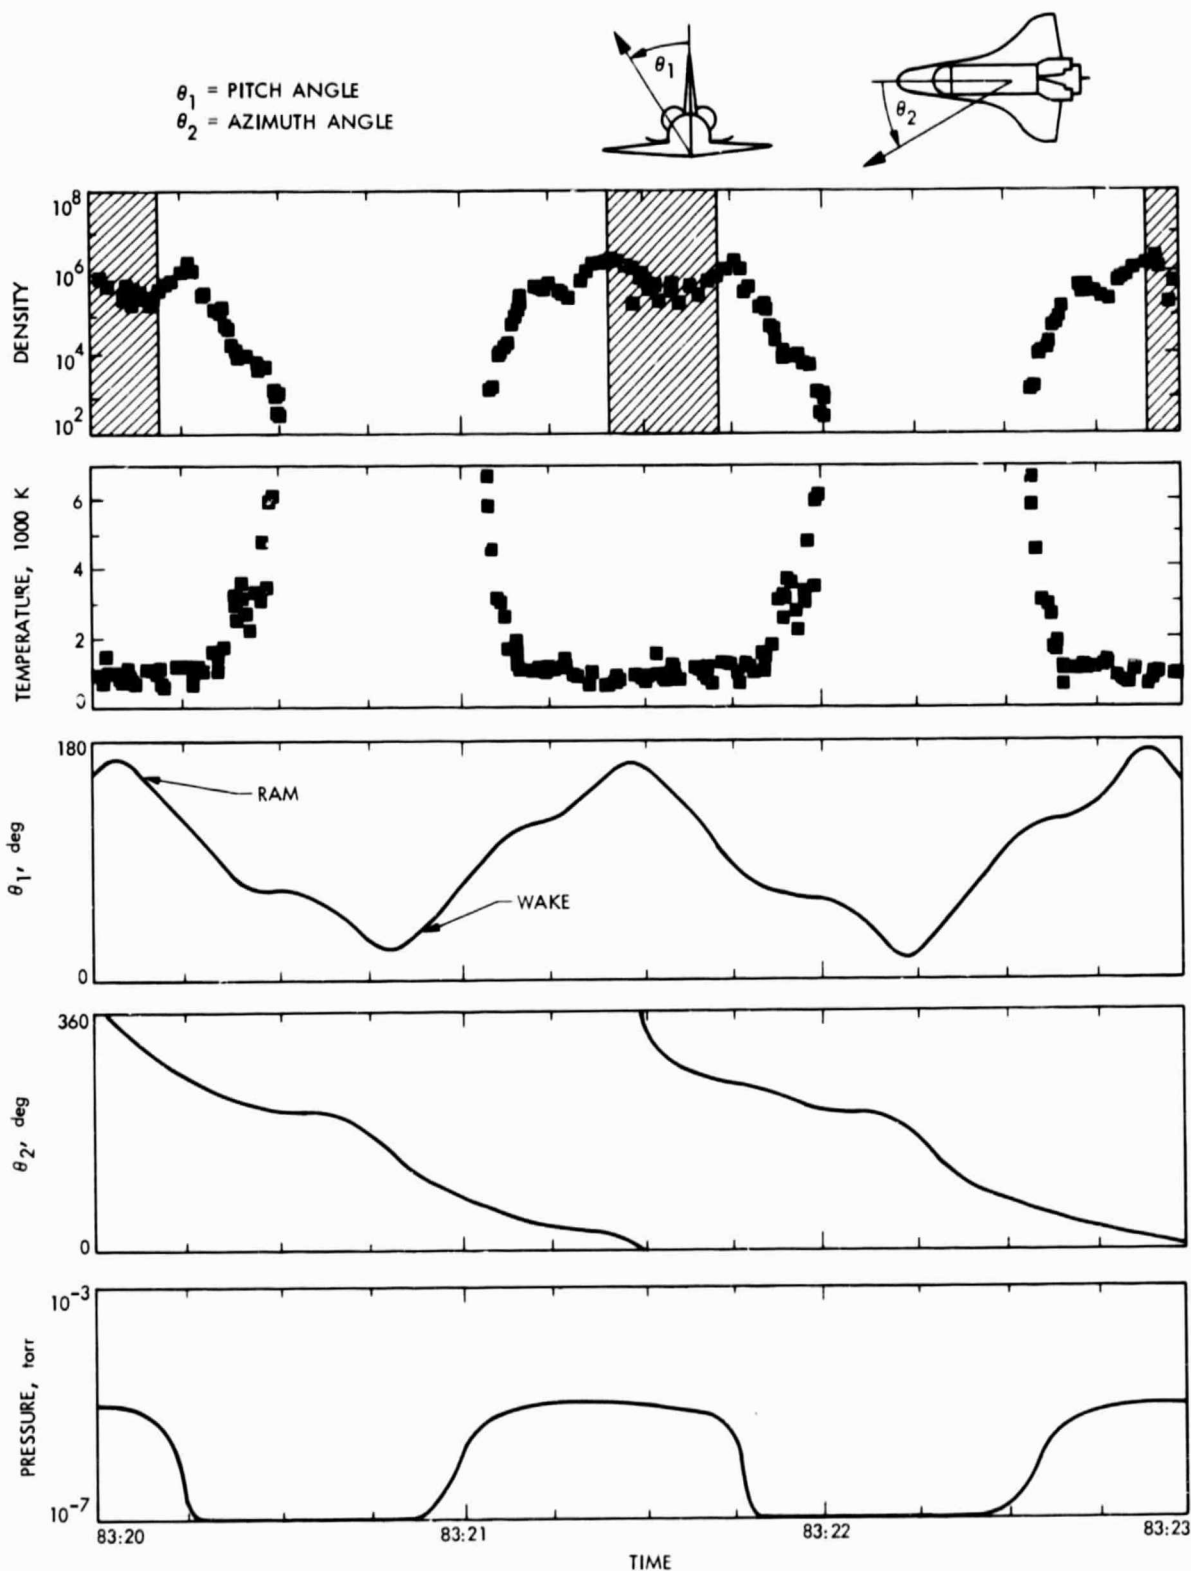 θ1 = PITCH ANGLE
θ2 = AZIMUTH ANGLE
θ1
θ2
DENSITY
10^8
10^6
10^4
10^2
TEMPERATURE, 1000 K
6
4
2
0
θ1, deg
180
0
RAM
WAKE
θ2, deg
360
0
PRESSURE, torr
10^-3
10^-7
83:20
83:21
83:22
83:23
TIME